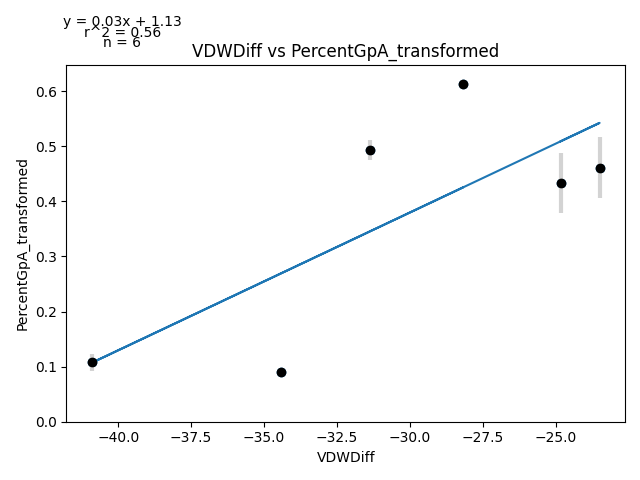 y = 0.03x + 1.13
r^2 = 0.56
n = 6
VDWDiff vs PercentGpA_transformed
PercentGpA_transformed
0.6
0.5
0.4
0.3
0.2
0.1
0.0
−40.0 −37.5 −35.0 −32.5 −30.0 −27.5 −25.0
VDWDiff